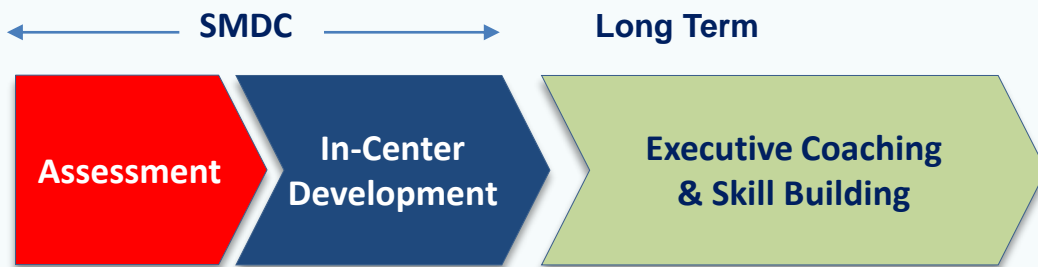 SMDC
Long Term
Assessment
In-Center
Development
Executive Coaching
& Skill Building